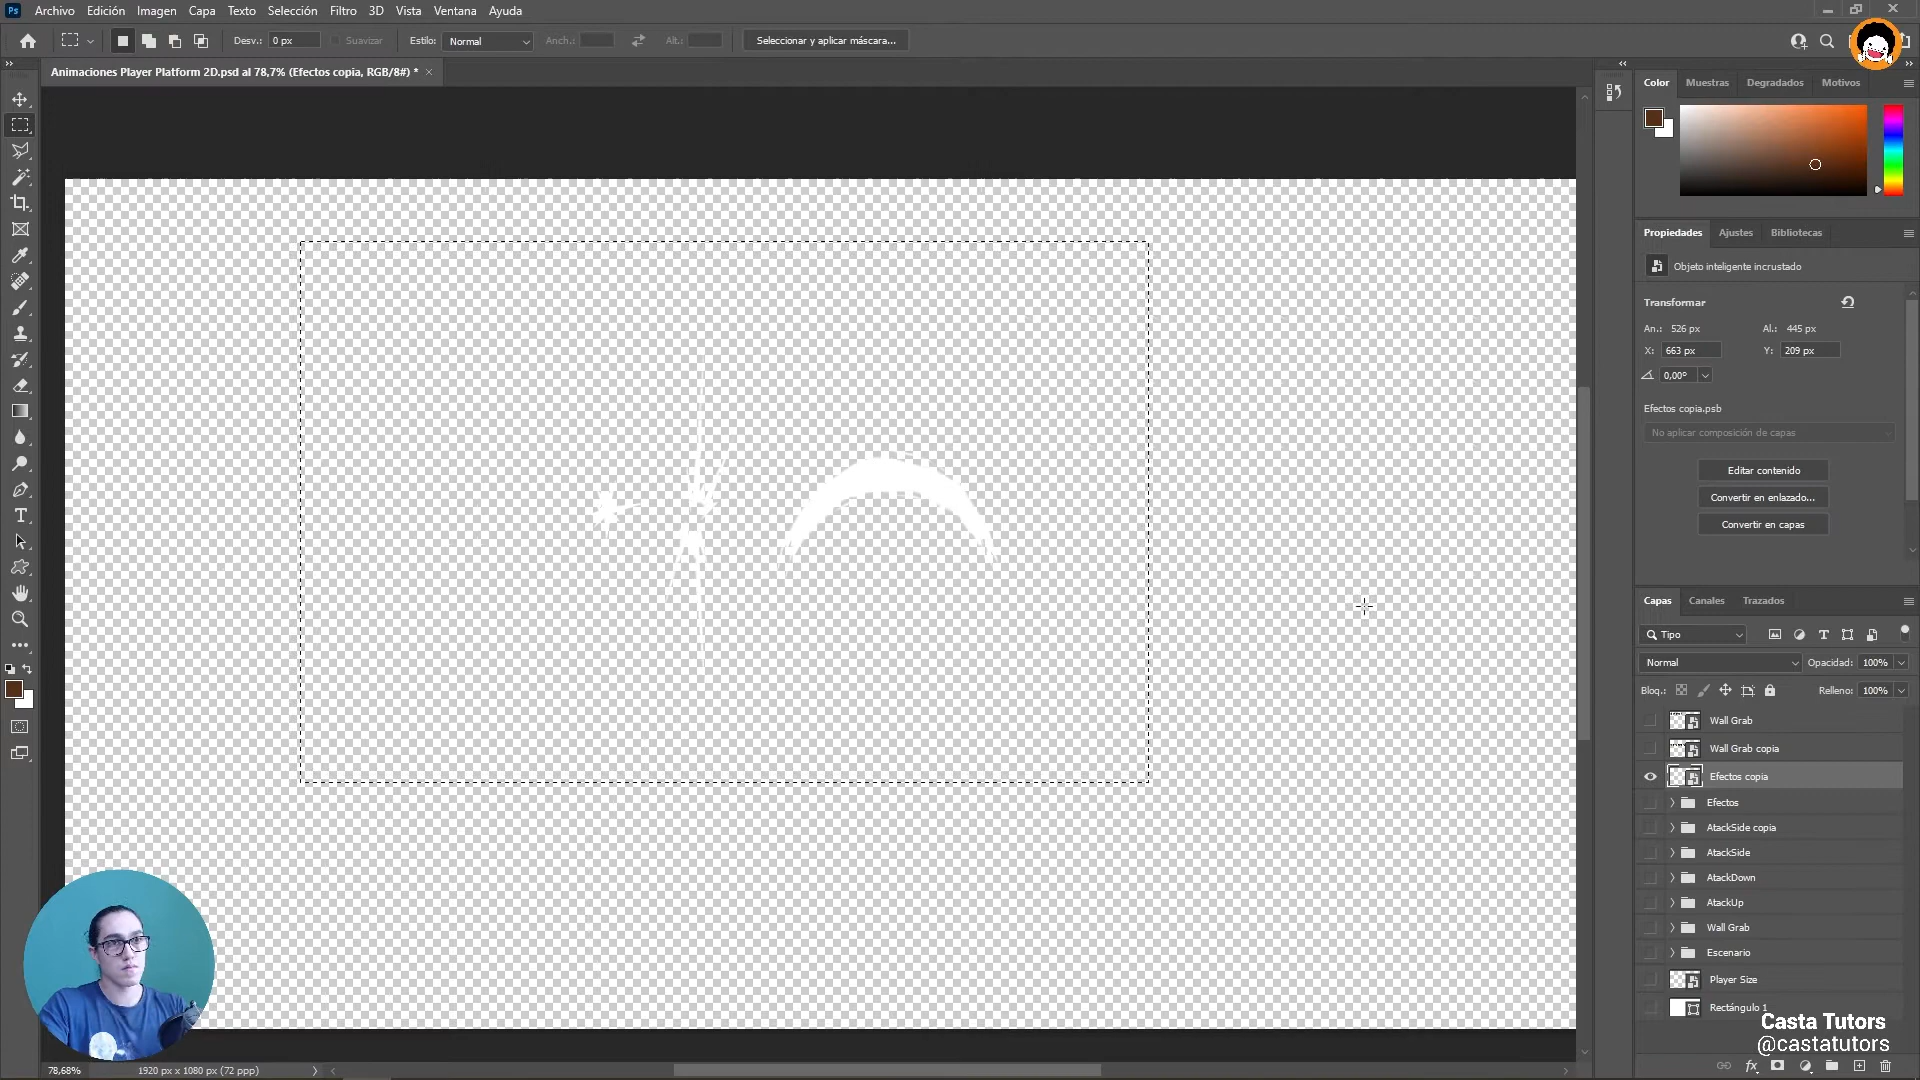 Ps Archivo Edición Imagen Capa Texto Selección Filtro 3D Vista Ventana Ayuda
Desv.: 0 px Suavizar Estilo: Normal Anch.: Alt.: Seleccionar y aplicar máscara...
Animaciones Player Platform 2D.psd al 78,7% (Efectos copia, RGB/8#) *
Color Muestras Degradados Motivos
Propiedades Ajustes Bibliotecas
Objeto inteligente incrustado
Transformar
An.: 526 px Al.: 445 px
X: 663 px Y: 209 px
0,00°
Efectos copia.psb
No aplicar composición de capas
Editar contenido
Convertir en enlazado...
Convertir en capas
Capas Canales Trazados
Tipo
Normal Opacidad: 100%
Bloq.: Relleno: 100%
Wall Grab
Wall Grab copia
Efectos copia
Efectos
AtackSide copia
AtackSide
AtackDown
AtackUp
Wall Grab
Escenario
Player Size
Rectángulo 1
Casta Tutors
@castatutors
78,68% 1920 px x 1080 px (72 ppp)